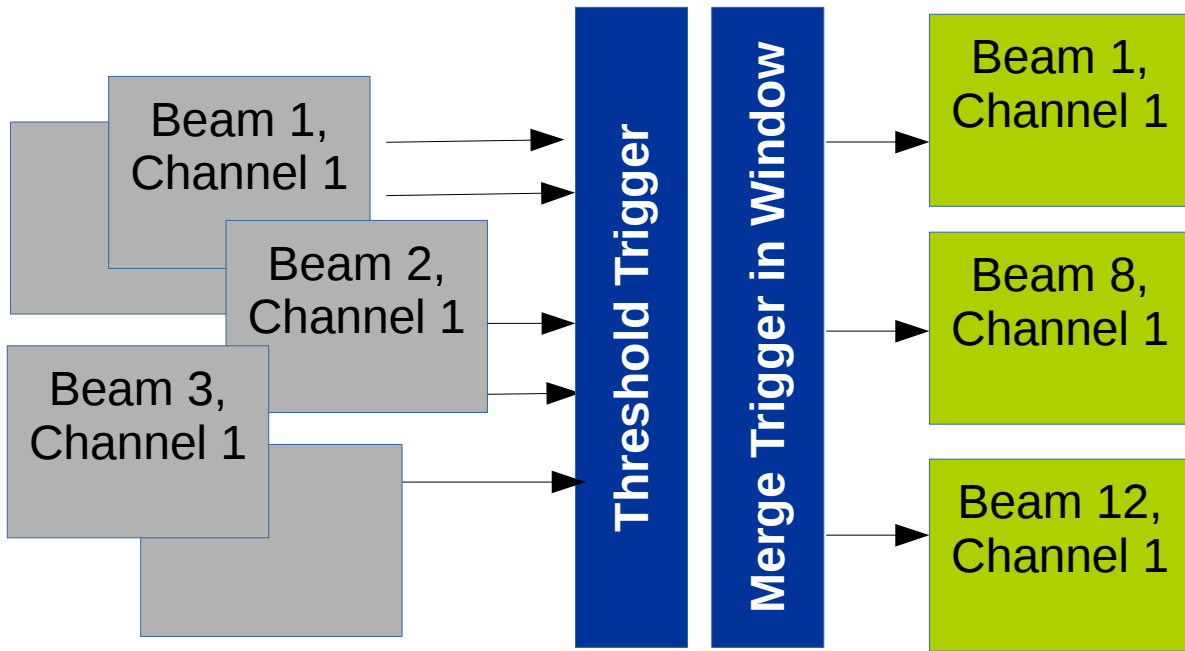 Beam 1,
Channel 1
Beam 2,
Channel 1
Beam 3,
Channel 1
Threshold Trigger
Merge Trigger in Window
Beam 1,
Channel 1
Beam 8,
Channel 1
Beam 12,
Channel 1